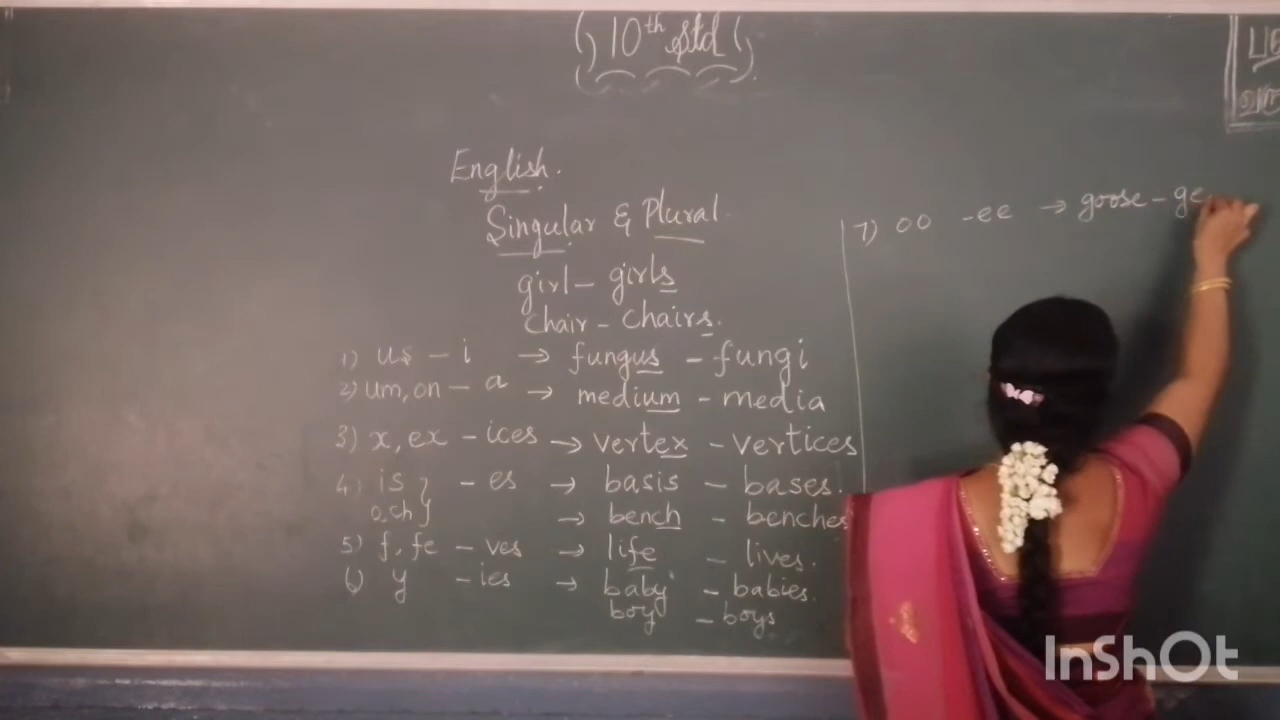 10th std
English.
Singular & Plural.
girl - girls
chair - chairs.
1) us - i → fungus - fungi
2) um, on - a → medium - media
3) x, ex - ices → vertex - vertices
4) is } - es → basis - bases.
o, ch } → bench - benches
5) f, fe - ves → life - lives.
6) y - ies → baby - babies.
boy - boys
7) oo - ee → goose - ge
InShOt